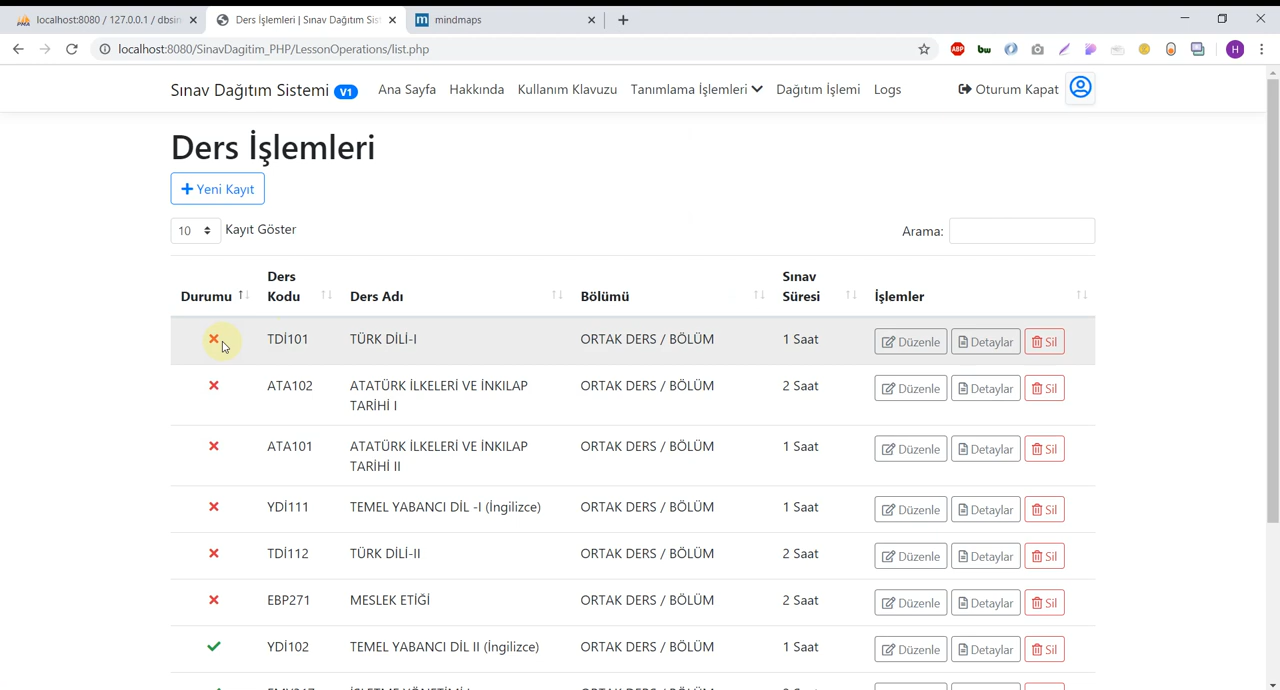 localhost:8080 / 127.0.0.1 / dbsin
Ders İşlemleri | Sınav Dağıtım Sis
mindmaps
localhost:8080/SinavDagitim_PHP/LessonOperations/list.php
ABP
bw
H
Sınav Dağıtım Sistemi V1 Ana Sayfa Hakkında Kullanım Klavuzu Tanımlama İşlemleri Dağıtım İşlemi Logs Oturum Kapat
Ders İşlemleri
Yeni Kayıt
10 Kayıt Göster Arama:
Durumu Ders Kodu Ders Adı Bölümü Sınav Süresi İşlemler
TDİ101 TÜRK DİLİ-I ORTAK DERS / BÖLÜM 1 Saat Düzenle Detaylar Sil
ATA102 ATATÜRK İLKELERİ VE İNKILAP TARİHİ I ORTAK DERS / BÖLÜM 2 Saat Düzenle Detaylar Sil
ATA101 ATATÜRK İLKELERİ VE İNKILAP TARİHİ II ORTAK DERS / BÖLÜM 1 Saat Düzenle Detaylar Sil
YDİ111 TEMEL YABANCI DİL -I (İngilizce) ORTAK DERS / BÖLÜM 1 Saat Düzenle Detaylar Sil
TDİ112 TÜRK DİLİ-II ORTAK DERS / BÖLÜM 2 Saat Düzenle Detaylar Sil
EBP271 MESLEK ETİĞİ ORTAK DERS / BÖLÜM 2 Saat Düzenle Detaylar Sil
YDİ102 TEMEL YABANCI DİL II (İngilizce) ORTAK DERS / BÖLÜM 1 Saat Düzenle Detaylar Sil